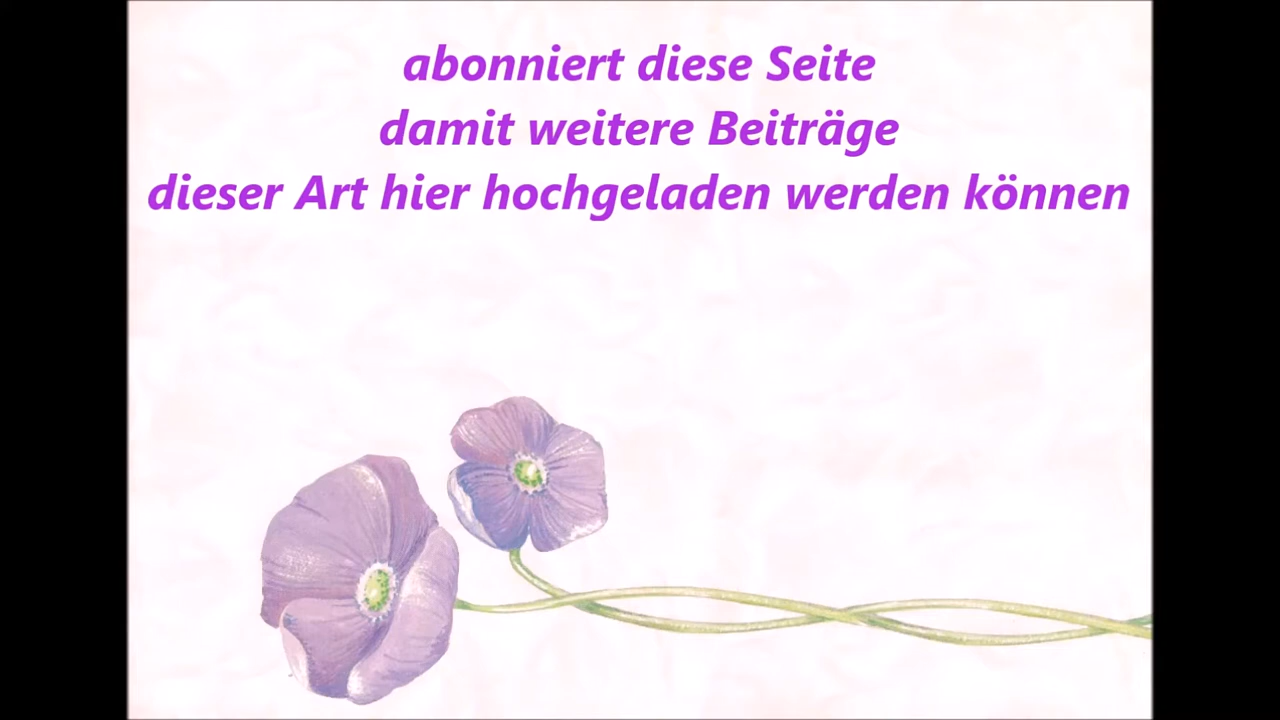 abonniert diese Seite
damit weitere Beiträge
dieser Art hier hochgeladen werden können